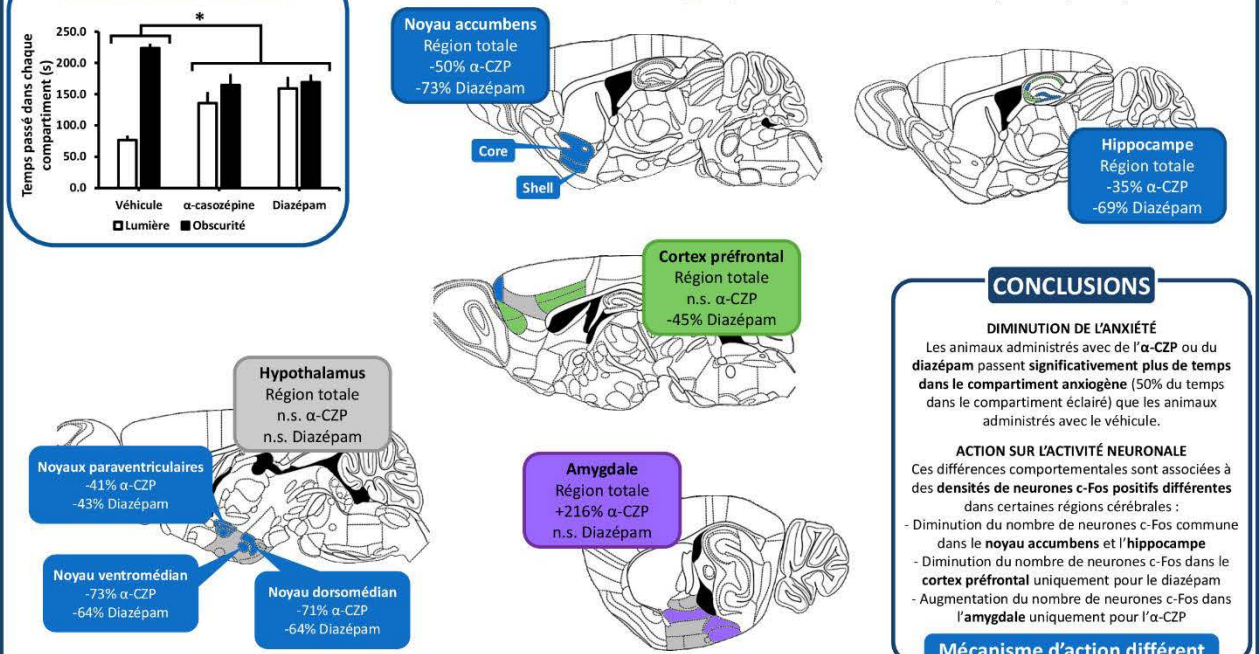 250.0
200.0
150.0
100.0
50.0
0.0
Temps passé dans chaque
compartiment (s)
*
Véhicule
α-casozépine
Diazépam
Lumière
Obscurité
Noyau accumbens
Région totale
-50% α-CZP
-73% Diazépam
Core
Shell
Hippocampe
Région totale
-35% α-CZP
-69% Diazépam
Cortex préfrontal
Région totale
n.s. α-CZP
-45% Diazépam
Hypothalamus
Région totale
n.s. α-CZP
n.s. Diazépam
Noyaux paraventriculaires
-41% α-CZP
-43% Diazépam
Noyau ventromédian
-73% α-CZP
-64% Diazépam
Noyau dorsomédian
-71% α-CZP
-64% Diazépam
Amygdale
Région totale
+216% α-CZP
n.s. Diazépam
CONCLUSIONS
DIMINUTION DE L'ANXIÉTÉ
Les animaux administrés avec de l'α-CZP ou du
diazépam passent significativement plus de temps
dans le compartiment anxiogène (50% du temps
dans le compartiment éclairé) que les animaux
administrés avec le véhicule.
ACTION SUR L'ACTIVITÉ NEURONALE
Ces différences comportementales sont associées à
des densités de neurones c-Fos positifs différentes
dans certaines régions cérébrales :
- Diminution du nombre de neurones c-Fos commune
dans le noyau accumbens et l'hippocampe
- Diminution du nombre de neurones c-Fos dans le
cortex préfrontal uniquement pour le diazépam
- Augmentation du nombre de neurones c-Fos dans
l'amygdale uniquement pour l'α-CZP
Mécanisme d'action différent